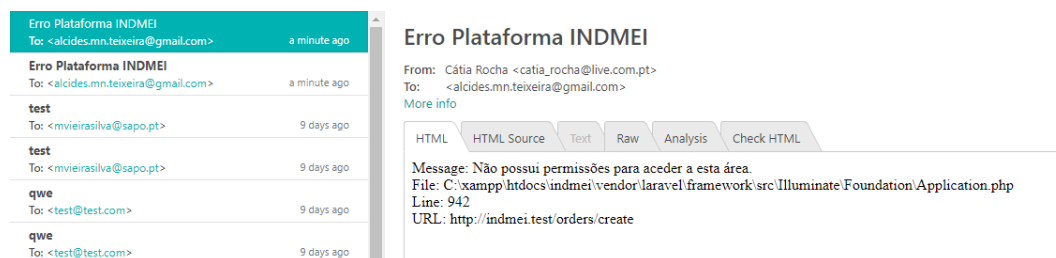 Erro Plataforma INDMEI
To: <alcides.mn.teixeira@gmail.com> a minute ago
Erro Plataforma INDMEI
To: <alcides.mn.teixeira@gmail.com> a minute ago
test
To: <mvieirasilva@sapo.pt> 9 days ago
test
To: <mvieirasilva@sapo.pt> 9 days ago
qwe
To: <test@test.com> 9 days ago
qwe
To: <test@test.com> 9 days ago
Erro Plataforma INDMEI
From: Cátia Rocha <catia_rocha@live.com.pt>
To: <alcides.mn.teixeira@gmail.com>
More info
HTML HTML Source Text Raw Analysis Check HTML
Message: Não possui permissões para aceder a esta área.
File: C:\xampp\htdocs\indmei\vendor\laravel\framework\src\Illuminate\Foundation\Application.php
Line: 942
URL: http://indmei.test/orders/create